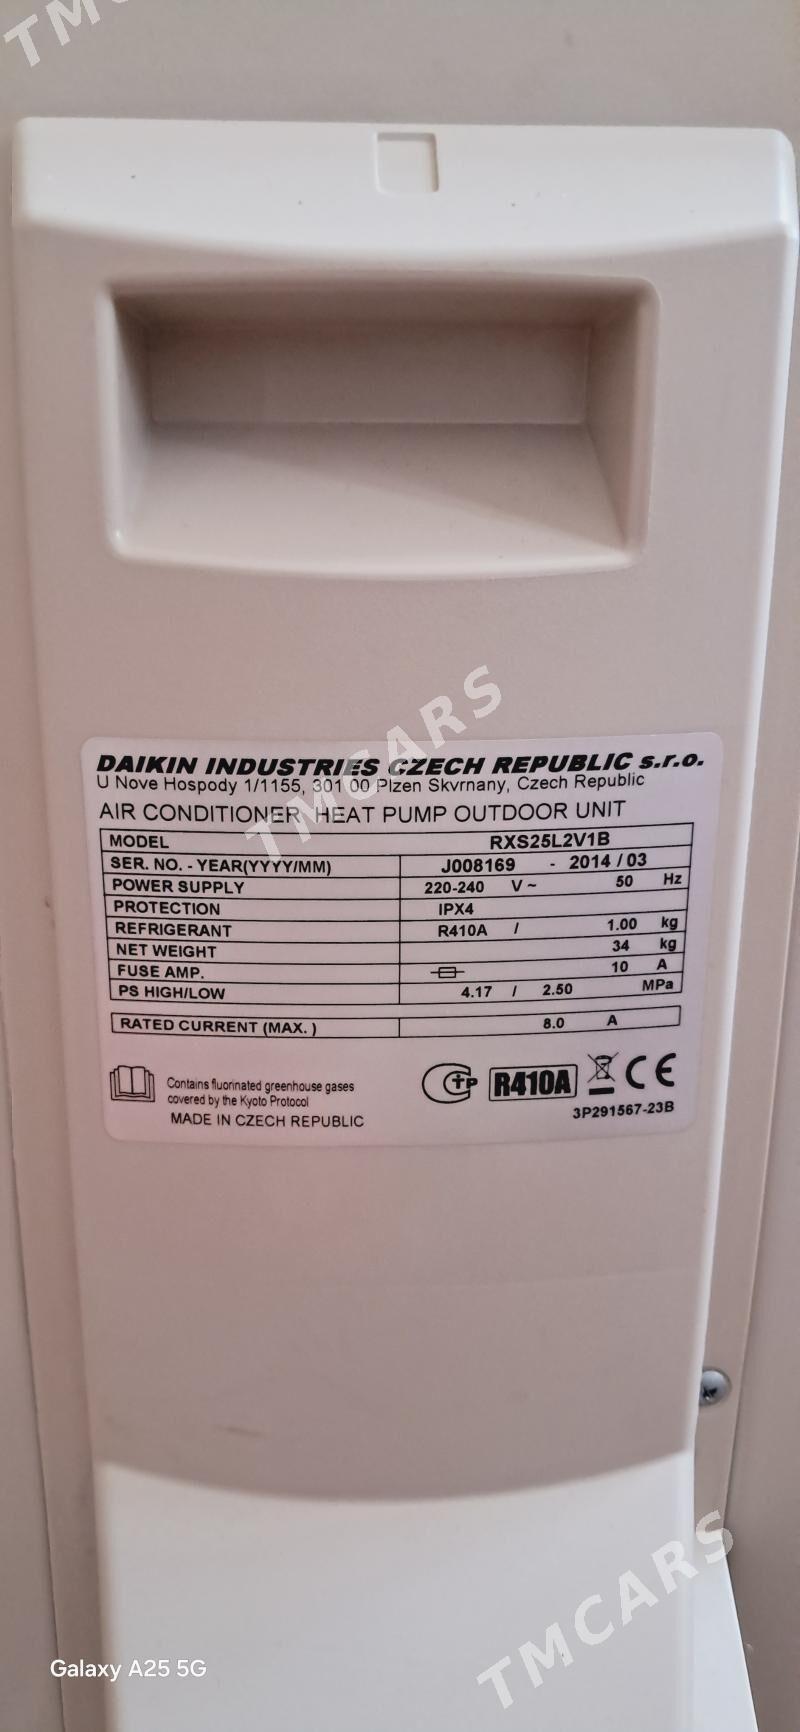 TMCARS
DAIKIN INDUSTRIES CZECH REPUBLIC s.r.o.
U Nove Hospody 1/1155, 301 00 Plzen Skvrnany, Czech Republic
AIR CONDITIONER HEAT PUMP OUTDOOR UNIT
MODEL RXS25L2V1B
SER. NO. - YEAR(YYYY/MM) J008169 - 2014 / 03
POWER SUPPLY 220-240 V ~ 50 Hz
PROTECTION IPX4
REFRIGERANT R410A / 1.00 kg
NET WEIGHT 34 kg
FUSE AMP. 10 A
PS HIGH/LOW 4.17 / 2.50 MPa
RATED CURRENT (MAX. ) 8.0 A
Contains fluorinated greenhouse gases
covered by the Kyoto Protocol
MADE IN CZECH REPUBLIC
R410A CE
3P291567-23B
TMCARS
Galaxy A25 5G